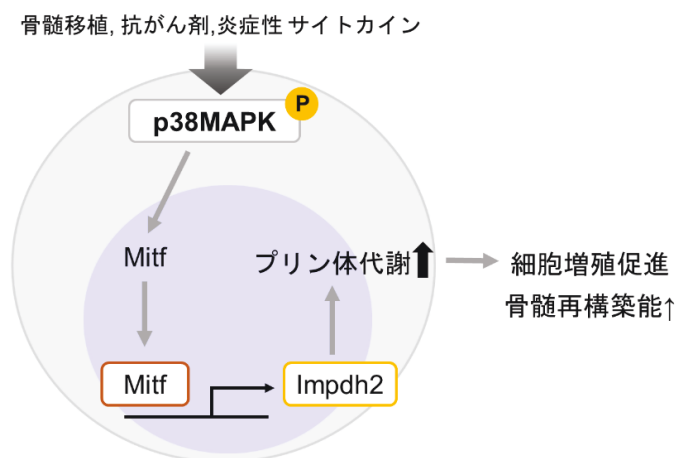 骨髄移植, 抗がん剤,炎症性 サイトカイン
p38MAPK
P
Mitf
プリン体代謝⬆
細胞増殖促進
骨髄再構築能↑
Mitf
Impdh2